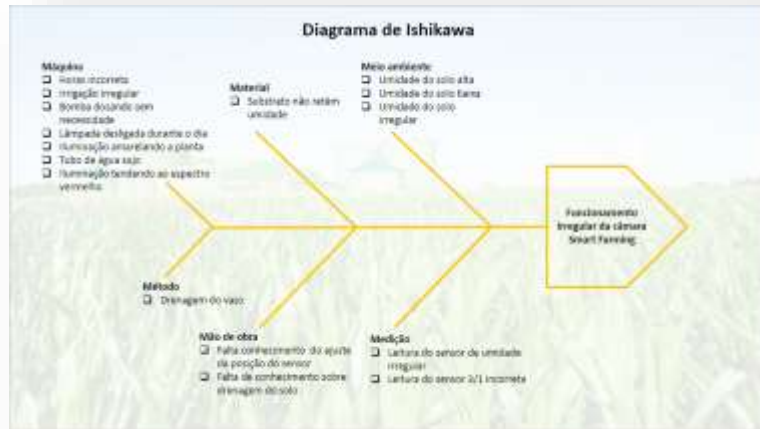 Diagrama de Ishikawa
Máquina
Horas incorreta
Irrigação irregular
Bomba dosando sem
necessidade
Lâmpada desligada durante o dia
Iluminação amarelando a planta
Tubo de água sujo
Iluminação tendendo ao espectro
vermelho
Material
Substrato não retém
umidade
Meio ambiente
Umidade do solo alta
Umidade do solo baixa
Umidade do solo
irregular
Funcionamento
irregular da câmara
Smart Farming
Método
Drenagem do vaso
Mão de obra
Falta conhecimento do ajuste
da posição do sensor
Falta de conhecimento sobre
drenagem do solo
Medição
Leitura do sensor de umidade
irregular
Leitura do sensor incorreta